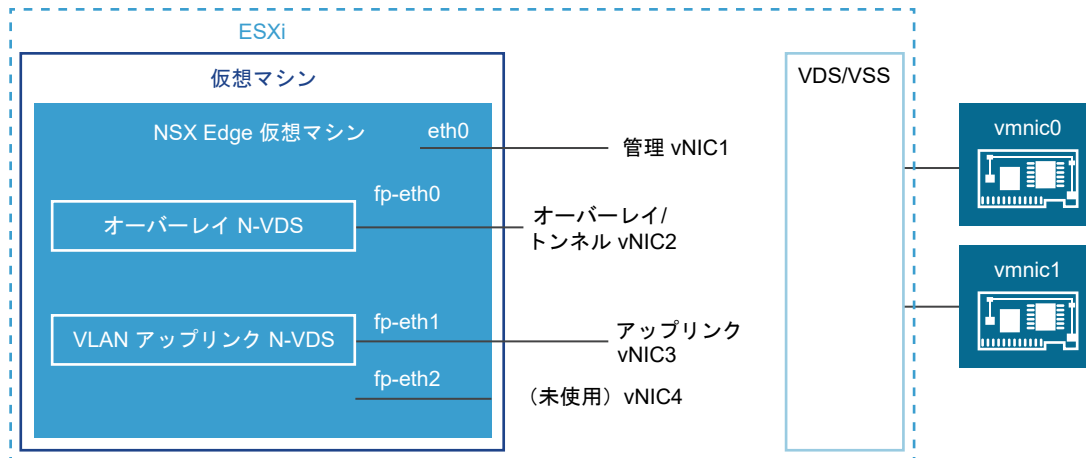 ESXi
仮想マシン
VDS/VSS
NSX Edge 仮想マシン
eth0
管理 vNIC1
vmnic0
fp-eth0
オーバーレイ N-VDS
オーバーレイ/
トンネル vNIC2
vmnic1
fp-eth1
VLAN アップリンク N-VDS
アップリンク
vNIC3
fp-eth2
（未使用）vNIC4